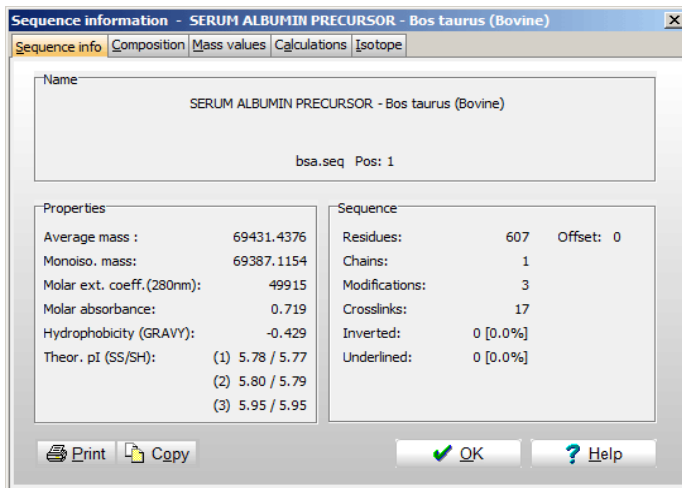 Sequence information - SERUM ALBUMIN PRECURSOR - Bos taurus (Bovine)
Sequence info Composition Mass values Calculations Isotope
Name
SERUM ALBUMIN PRECURSOR - Bos taurus (Bovine)
bsa.seq Pos: 1
Properties
Average mass : 69431.4376
Monoiso. mass: 69387.1154
Molar ext. coeff.(280nm): 49915
Molar absorbance: 0.719
Hydrophobicity (GRAVY): -0.429
Theor. pI (SS/SH): (1) 5.78 / 5.77
(2) 5.80 / 5.79
(3) 5.95 / 5.95
Sequence
Residues: 607 Offset: 0
Chains: 1
Modifications: 3
Crosslinks: 17
Inverted: 0 [0.0%]
Underlined: 0 [0.0%]
Print Copy OK Help